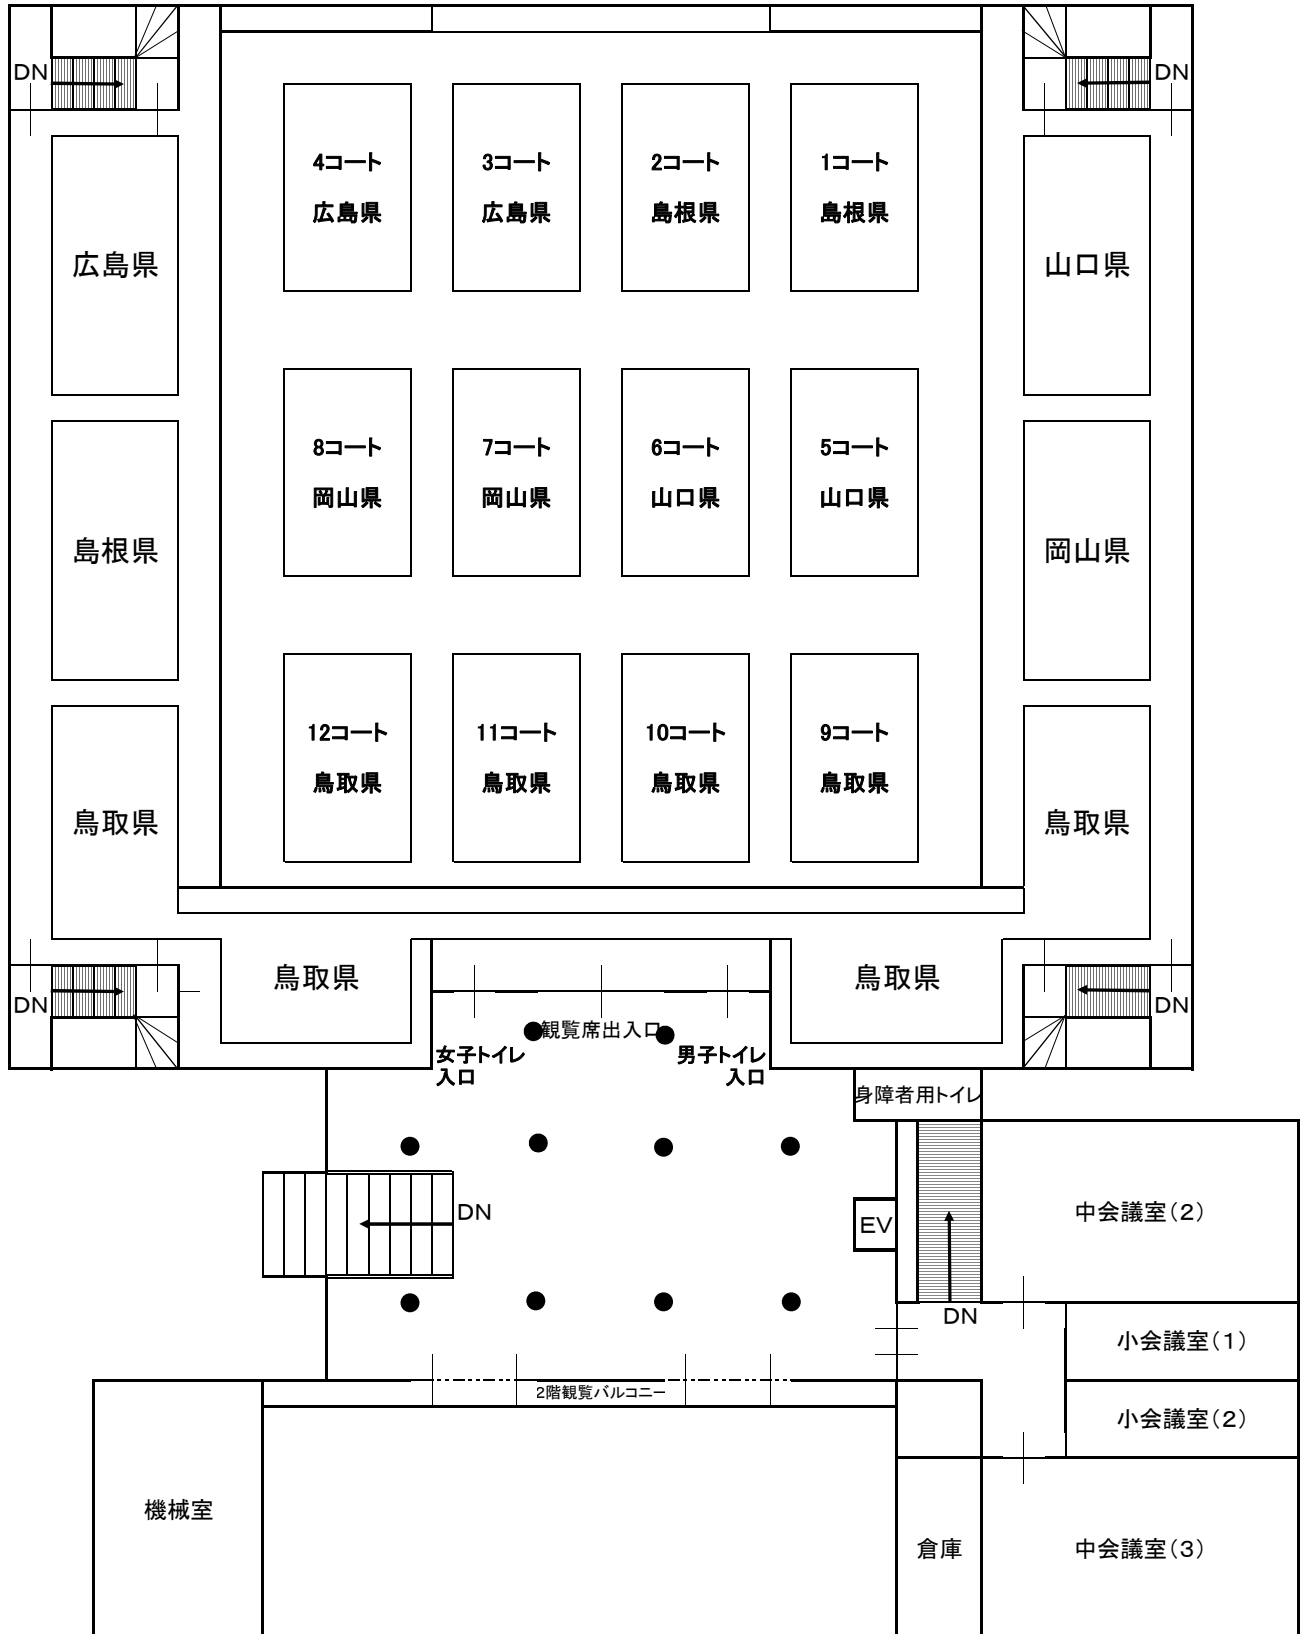 DN
DN
4コート
広島県
3コート
広島県
2コート
島根県
1コート
島根県
広島県
山口県
8コート
岡山県
7コート
岡山県
6コート
山口県
5コート
山口県
島根県
岡山県
12コート
鳥取県
11コート
鳥取県
10コート
鳥取県
9コート
鳥取県
鳥取県
鳥取県
鳥取県
鳥取県
DN
DN
観覧席出入口
女子トイレ
入口
男子トイレ
入口
身障者用トイレ
DN
EV
中会議室(2)
DN
小会議室(1)
2階観覧バルコニー
小会議室(2)
機械室
倉庫
中会議室(3)